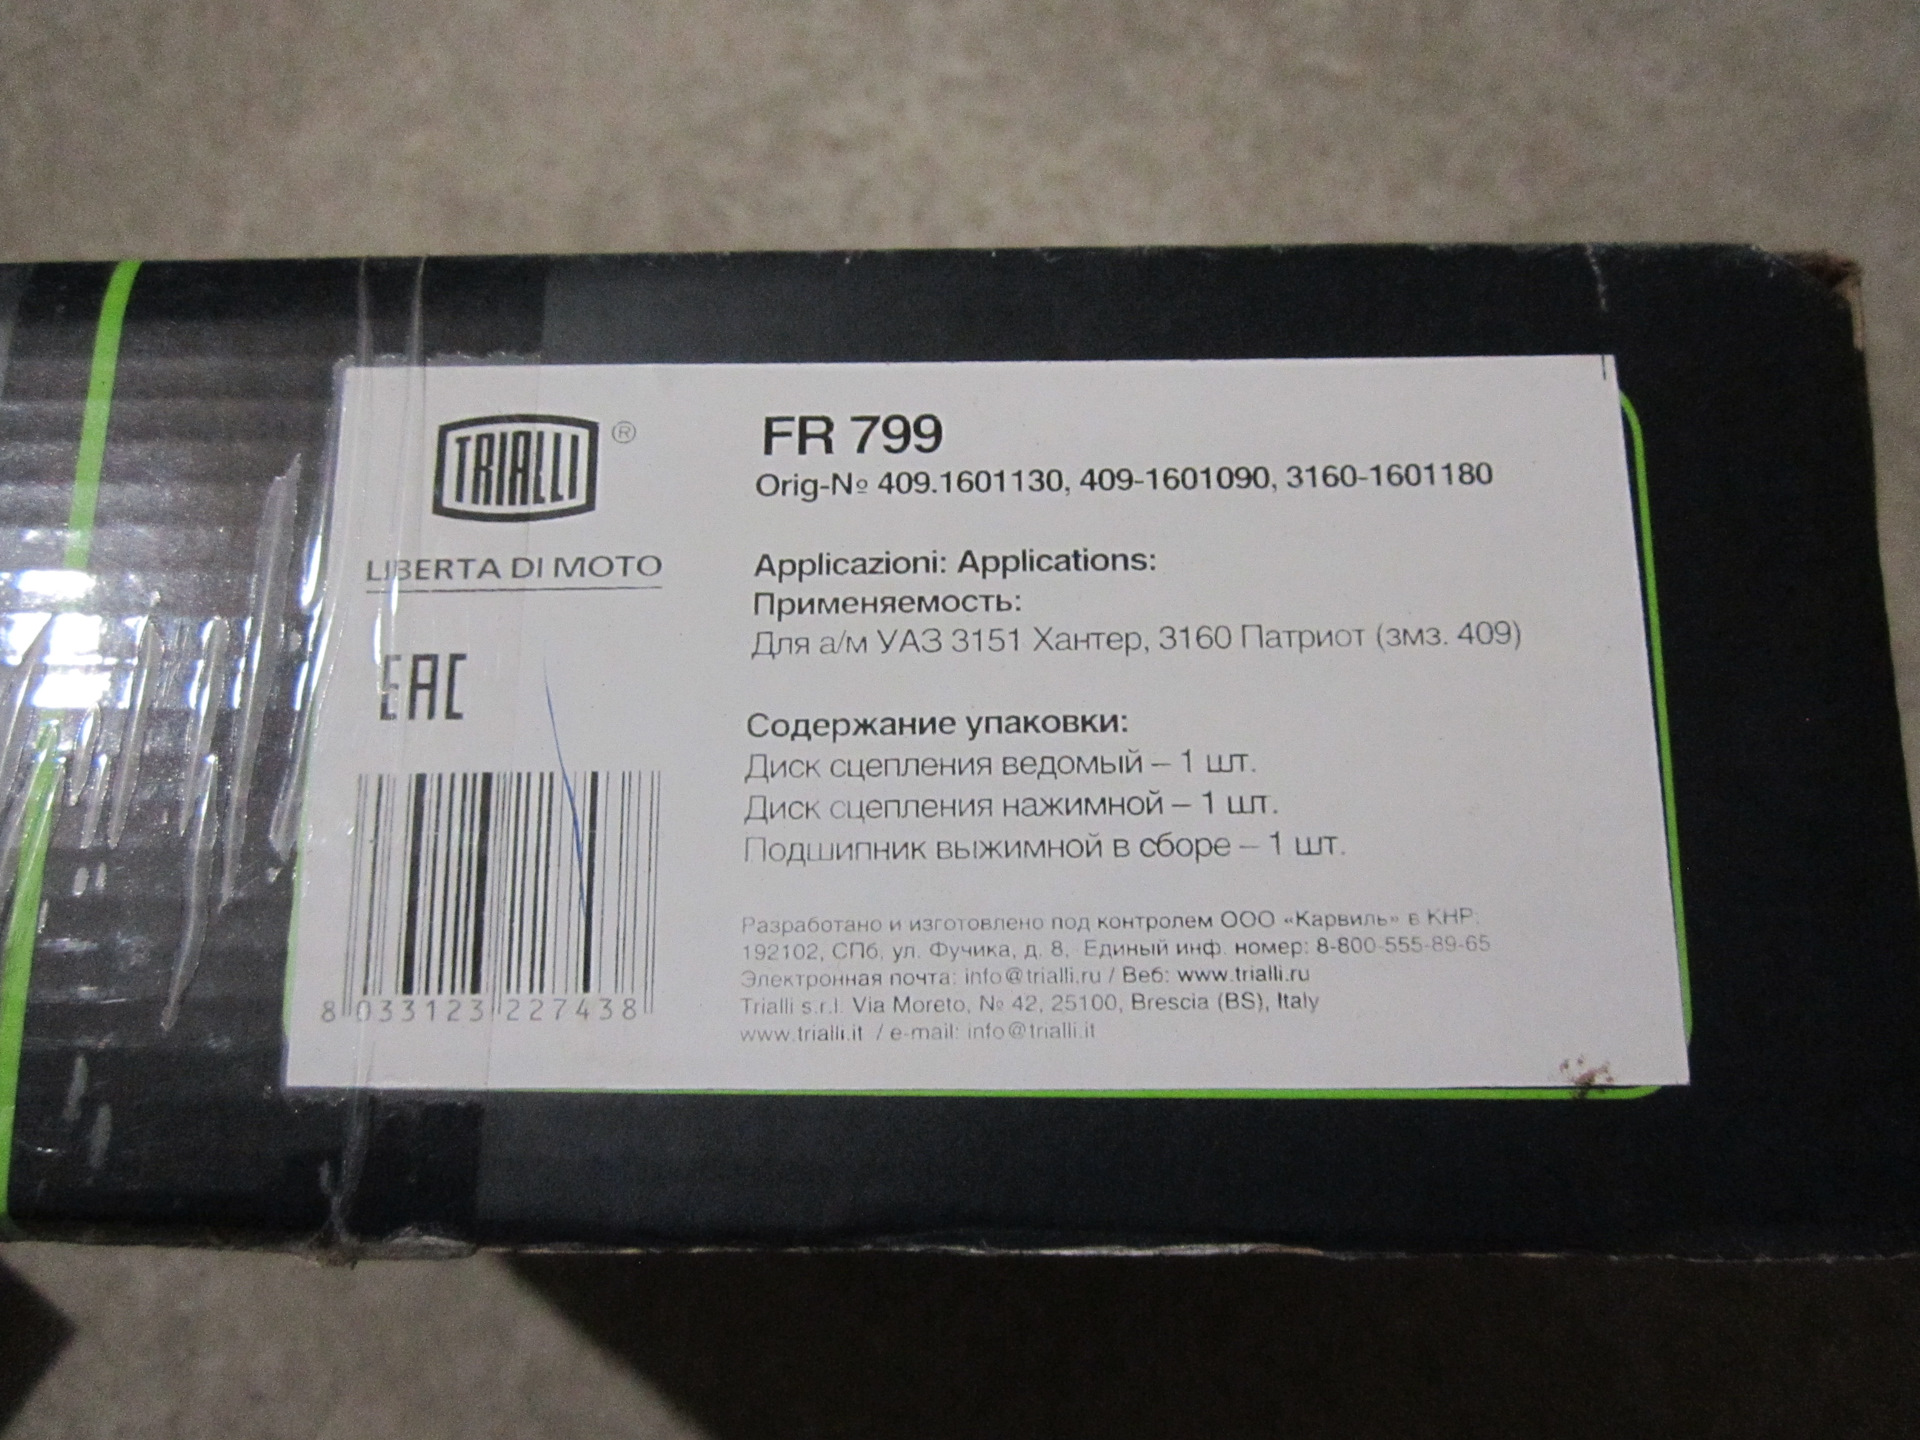 TRIALLI ®
LIBERTA DI MOTO
EAC
8 033123 227438
FR 799
Orig-№ 409.1601130, 409-1601090, 3160-1601180
Applicazioni: Applications:
Применяемость:
Для а/м УАЗ 3151 Хантер, 3160 Патриот (змз. 409)
Содержание упаковки:
Диск сцепления ведомый – 1 шт.
Диск сцепления нажимной – 1 шт.
Подшипник выжимной в сборе – 1 шт.
Разработано и изготовлено под контролем ООО «Карвиль» в КНР.
192102, СПб, ул. Фучика, д. 8, Единый инф. номер: 8-800-555-89-65
Электронная почта: info@trialli.ru / Веб: www.trialli.ru
Trialli s.r.l. Via Moreto, № 42, 25100, Brescia (BS), Italy
www.trialli.it / e-mail: info@trialli.it